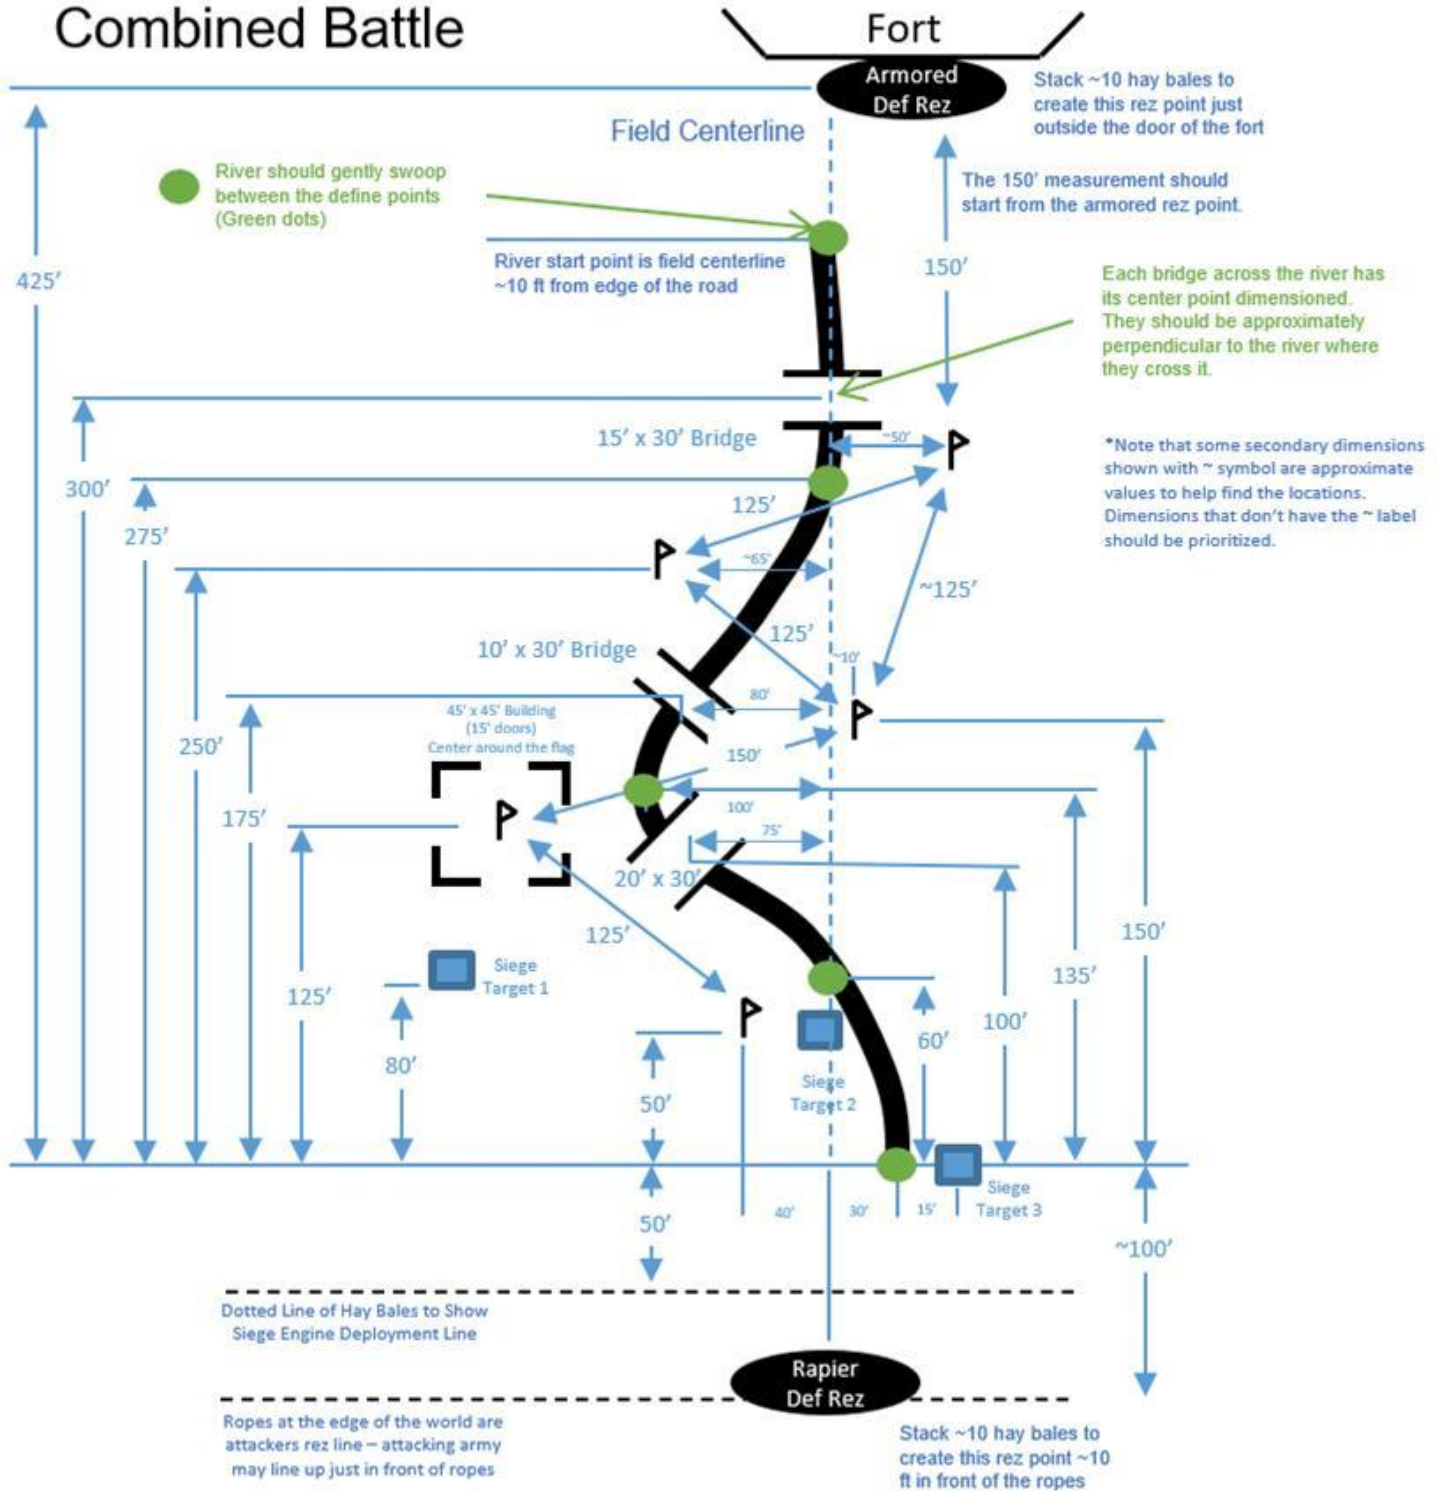 Combined Battle
Fort
Armored
Def Rez
Stack ~10 hay bales to
create this rez point just
outside the door of the fort
Field Centerline
River should gently swoop
between the define points
(Green dots)
The 150' measurement should
start from the armored rez point.
River start point is field centerline
~10 ft from edge of the road
425'
150'
Each bridge across the river has
its center point dimensioned.
They should be approximately
perpendicular to the river where
they cross it.
15' x 30' Bridge
~50'
*Note that some secondary dimensions
shown with ~ symbol are approximate
values to help find the locations.
Dimensions that don't have the ~ label
should be prioritized.
300'
125'
275'
~65'
~125'
125'
10' x 30' Bridge
~10'
80'
45' x 45' Building
(15' doors)
Center around the flag
250'
150'
175'
100'
75'
20' x 30'
125'
150'
Siege
Target 1
135'
125'
100'
60'
80'
Siege
Target 2
50'
Siege
Target 3
40'
30'
15'
50'
~100'
Dotted Line of Hay Bales to Show
Siege Engine Deployment Line
Rapier
Def Rez
Ropes at the edge of the world are
attackers rez line – attacking army
may line up just in front of ropes
Stack ~10 hay bales to
create this rez point ~10
ft in front of the ropes